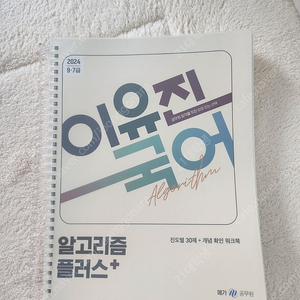 2024
9·7급
이유진
국어
Algorithm
알고리즘
플러스+
진도별 30제 + 개념 확인 워크북
메가 공무원